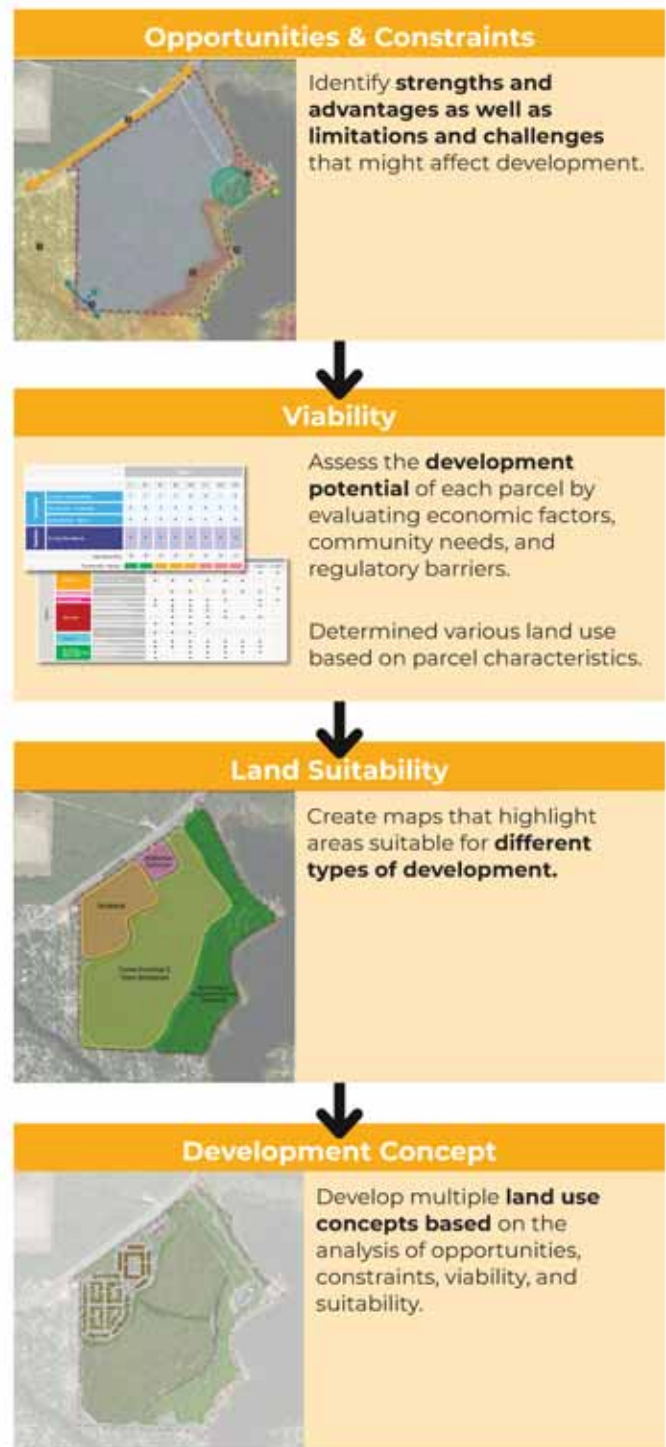 Opportunities & Constraints
Identify strengths and
advantages as well as
limitations and challenges
that might affect development.
Viability
Assess the development
potential of each parcel by
evaluating economic factors,
community needs, and
regulatory barriers.
Determined various land use
based on parcel characteristics.
Land Suitability
Create maps that highlight
areas suitable for different
types of development.
Development Concept
Develop multiple land use
concepts based on the
analysis of opportunities,
constraints, viability, and
suitability.